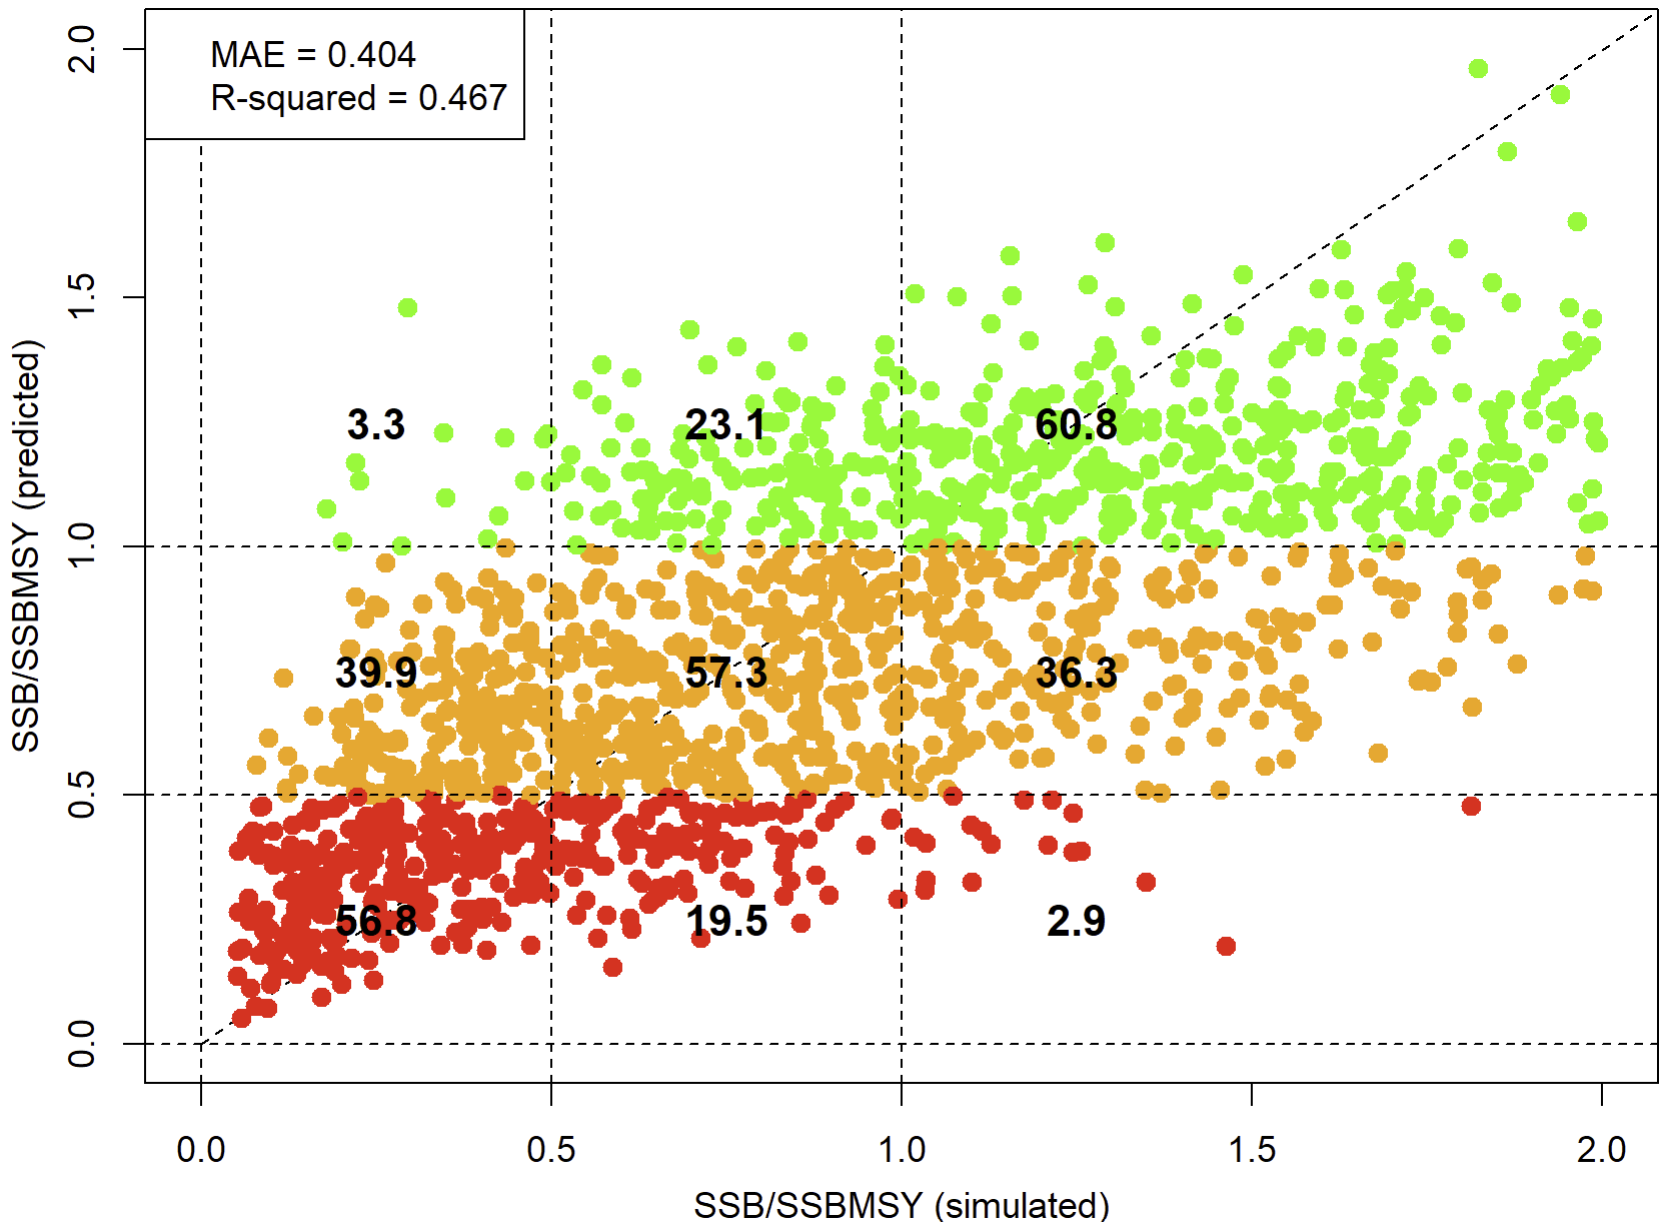 MAE = 0.404
R-squared = 0.467
2.0
1.5
1.0
0.5
0.0
SSB/SSBMSY (predicted)
3.3 23.1 60.8
39.9 57.3 36.3
56.8 19.5 2.9
0.0 0.5 1.0 1.5 2.0
SSB/SSBMSY (simulated)